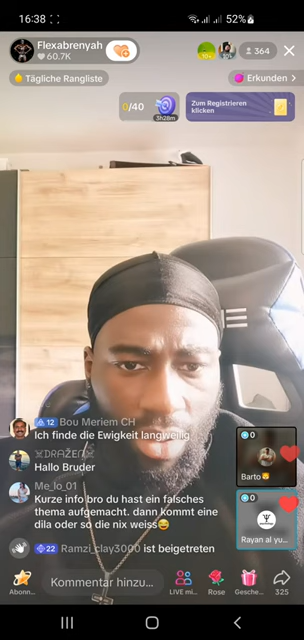 16:38
52%
Flexabrenyah
60.7K
364
Tägliche Rangliste
Erkunden >
0/40
3h28m
Zum Registrieren
klicken
12 Bou Meriem CH
Ich finde die Ewigkeit langweilig
Hallo Bruder
Me_lo_01
Kurze info bro du hast ein falsches
thema aufgemacht. dann kommt eine
dila oder so die nix weiss😂
22 Ramzi_clay3000 ist beigetreten
0
Barto
0
Rayan al yu...
Abonn...
Kommentar hinzu...
LIVE mi...
Rose
Gesche...
325